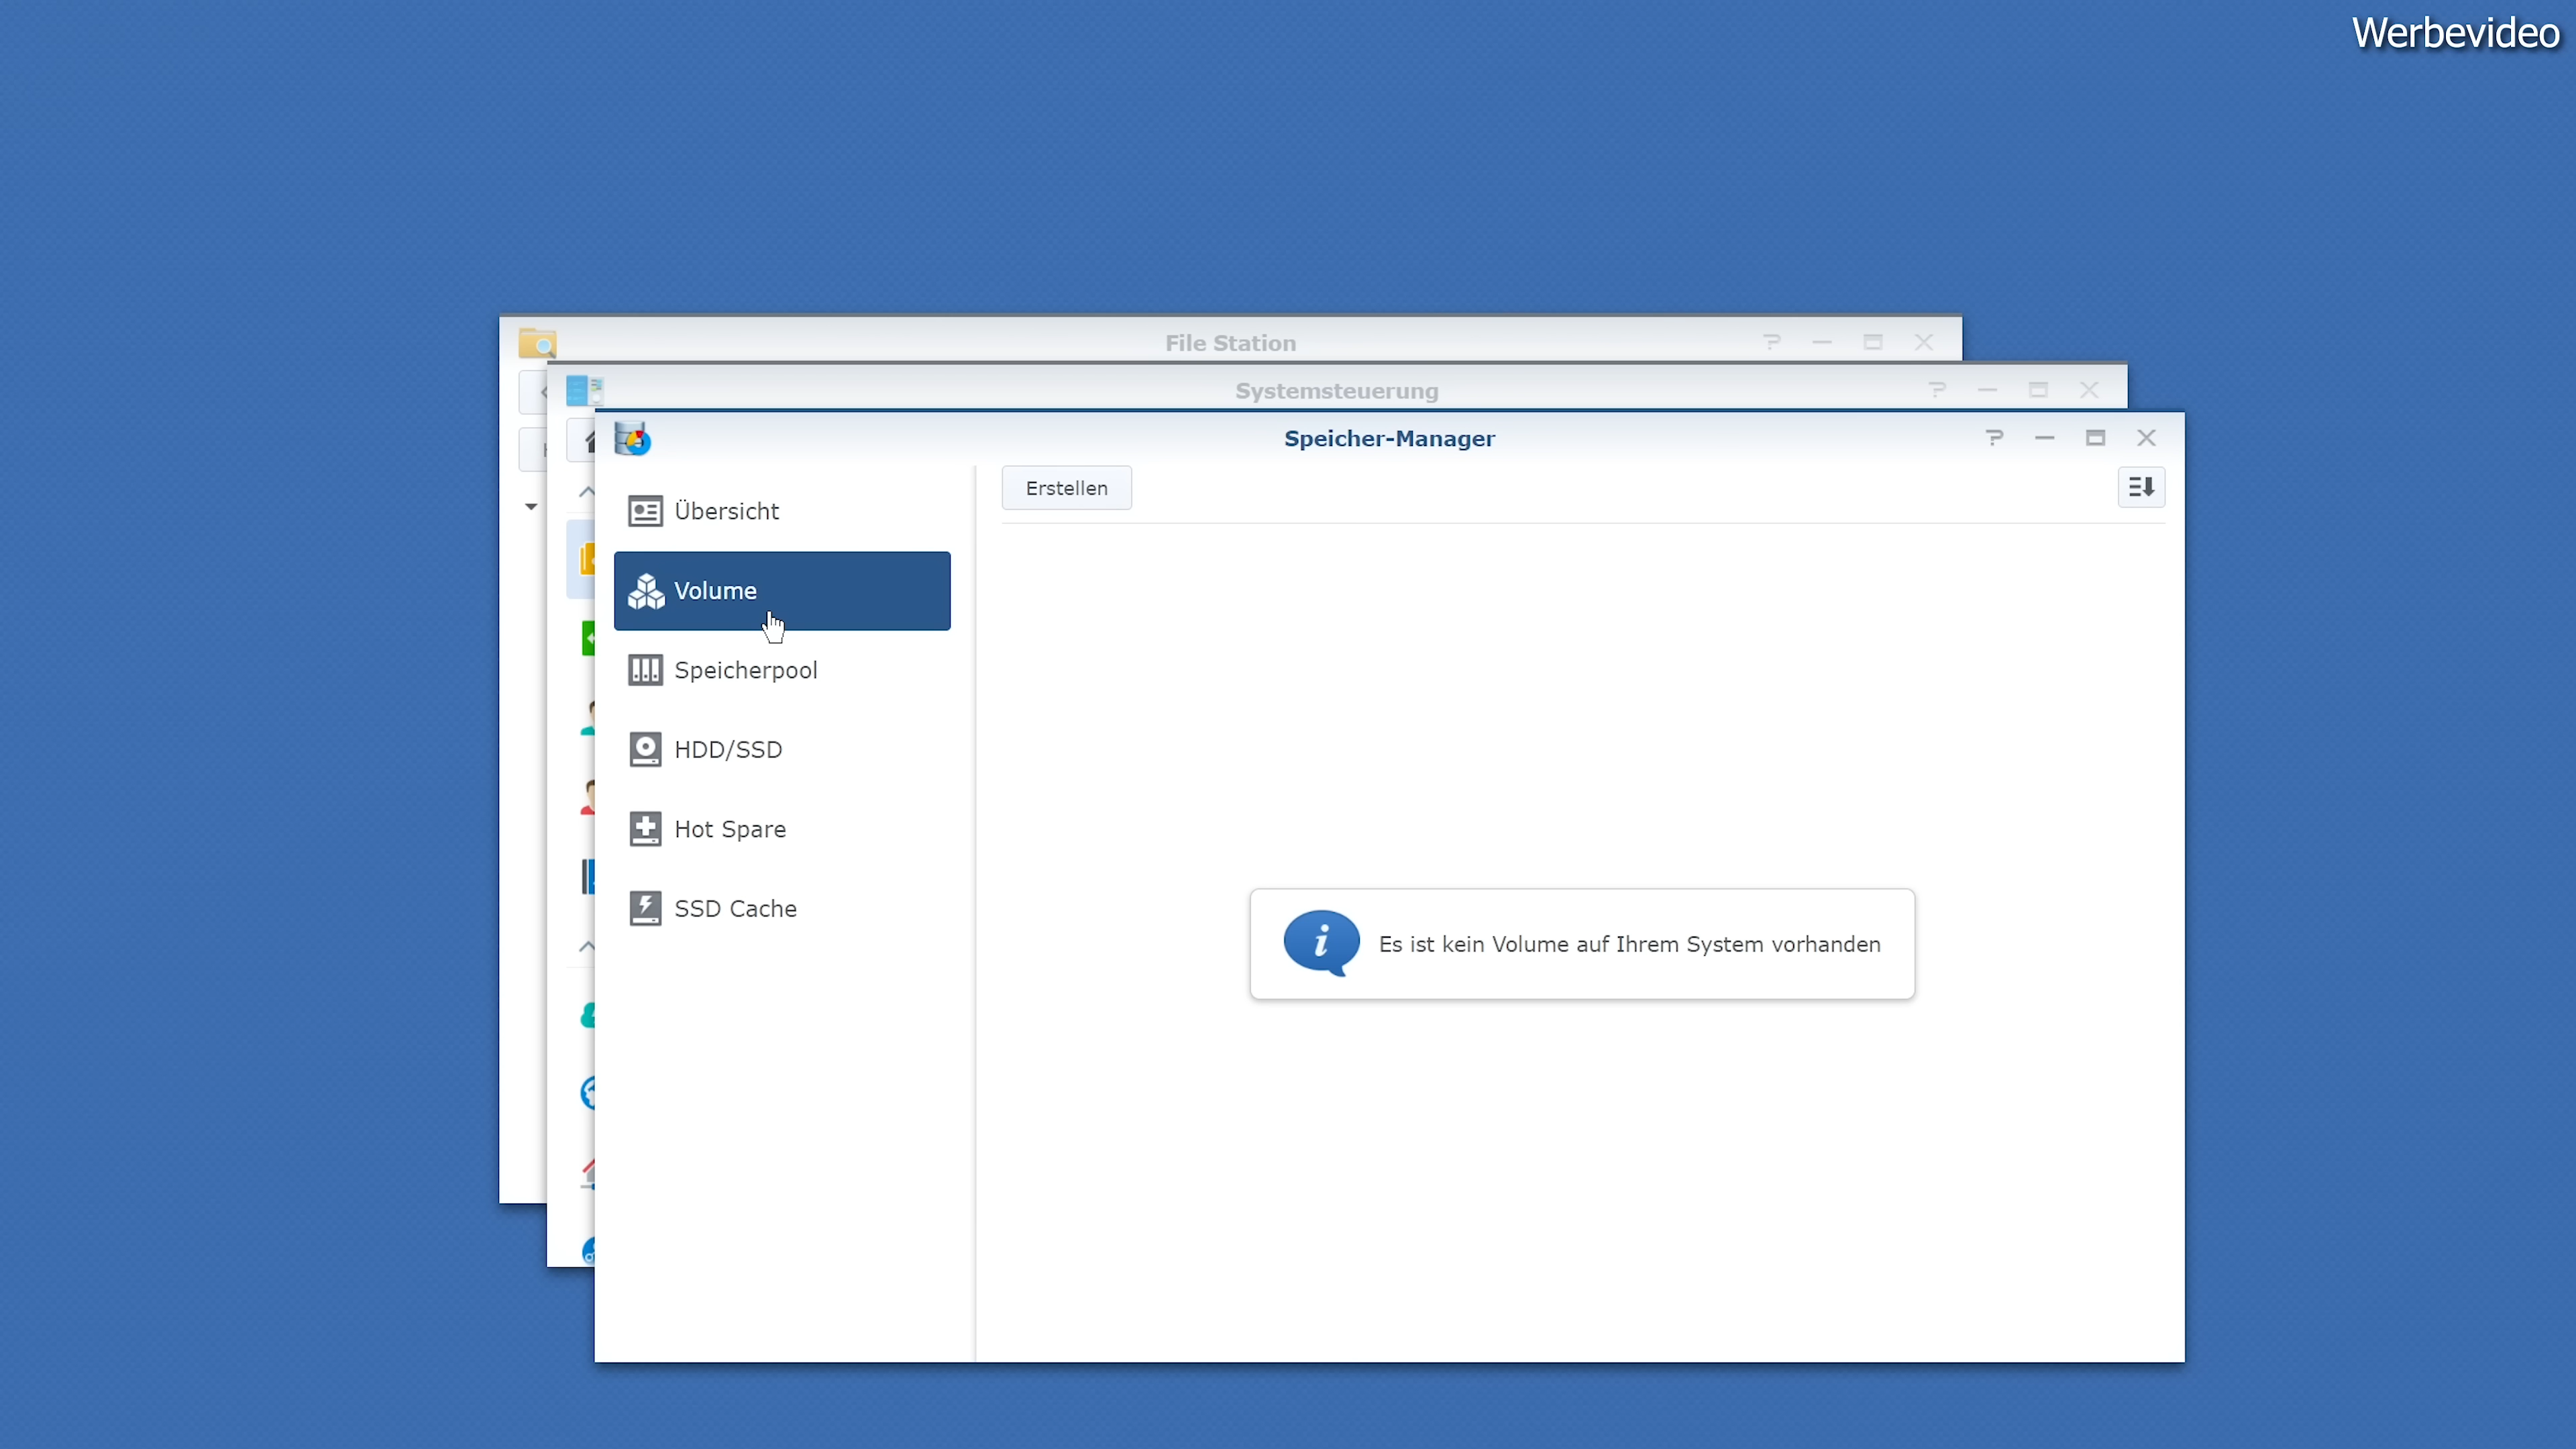 Werbevideo
File Station
Systemsteuerung
Speicher-Manager
Erstellen
Übersicht
Volume
Speicherpool
HDD/SSD
Hot Spare
SSD Cache
Es ist kein Volume auf Ihrem System vorhanden